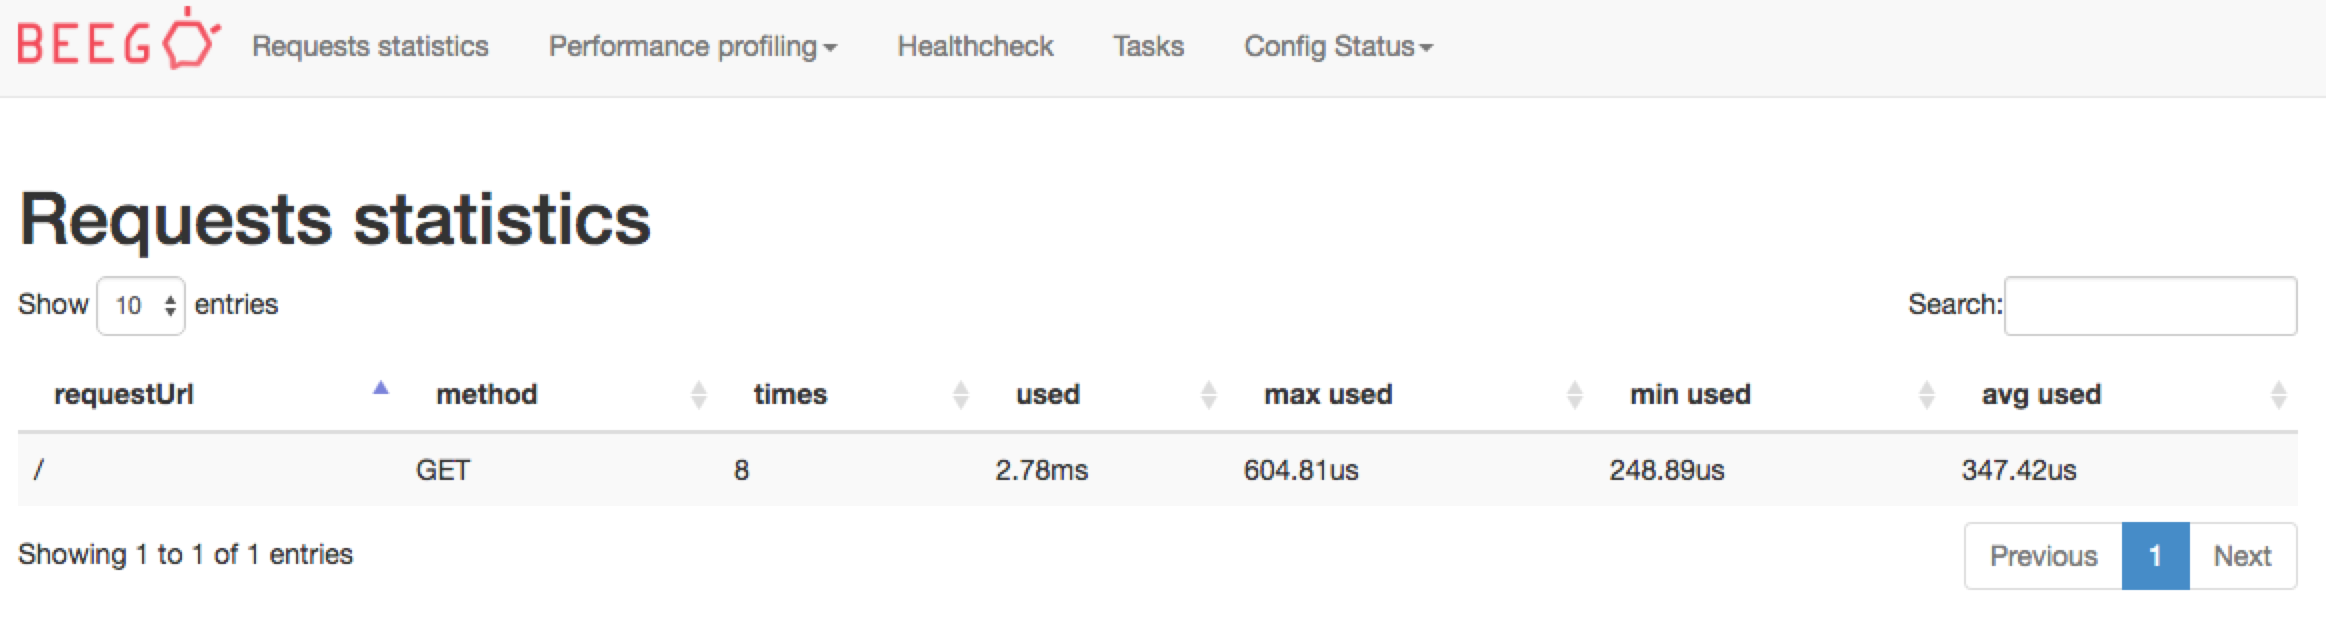 BEEGO Requests statistics Performance profiling Healthcheck Tasks Config Status
Requests statistics
Show 10 entries Search:
requestUrl method times used max used min used avg used
/ GET 8 2.78ms 604.81us 248.89us 347.42us
Showing 1 to 1 of 1 entries Previous 1 Next